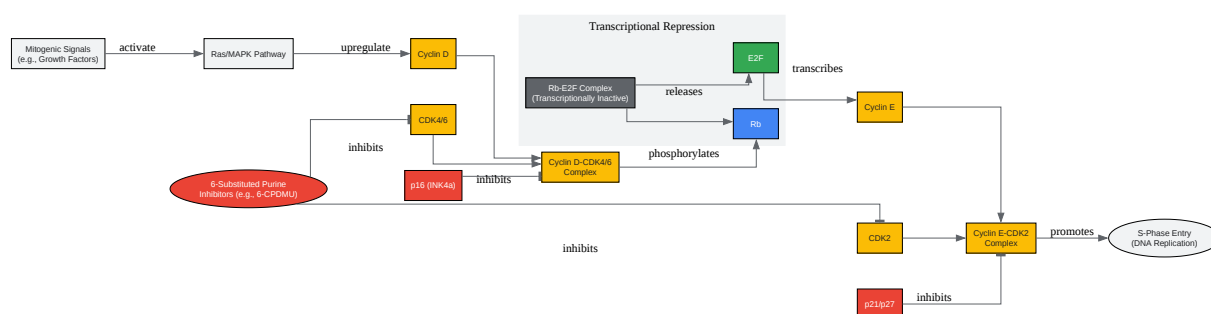 Transcriptional Repression
Mitogenic Signals
(e.g., Growth Factors)
activate
Ras/MAPK Pathway
upregulate
Cyclin D
E2F
transcribes
Rb-E2F Complex
(Transcriptionally Inactive)
releases
Cyclin E
CDK4/6
Rb
inhibits
phosphorylates
Cyclin D-CDK4/6
Complex
6-Substituted Purine
Inhibitors (e.g., 6-CPDMU)
p16 (INK4a)
inhibits
inhibits
CDK2
Cyclin E-CDK2
Complex
promotes
S-Phase Entry
(DNA Replication)
p21/p27
inhibits